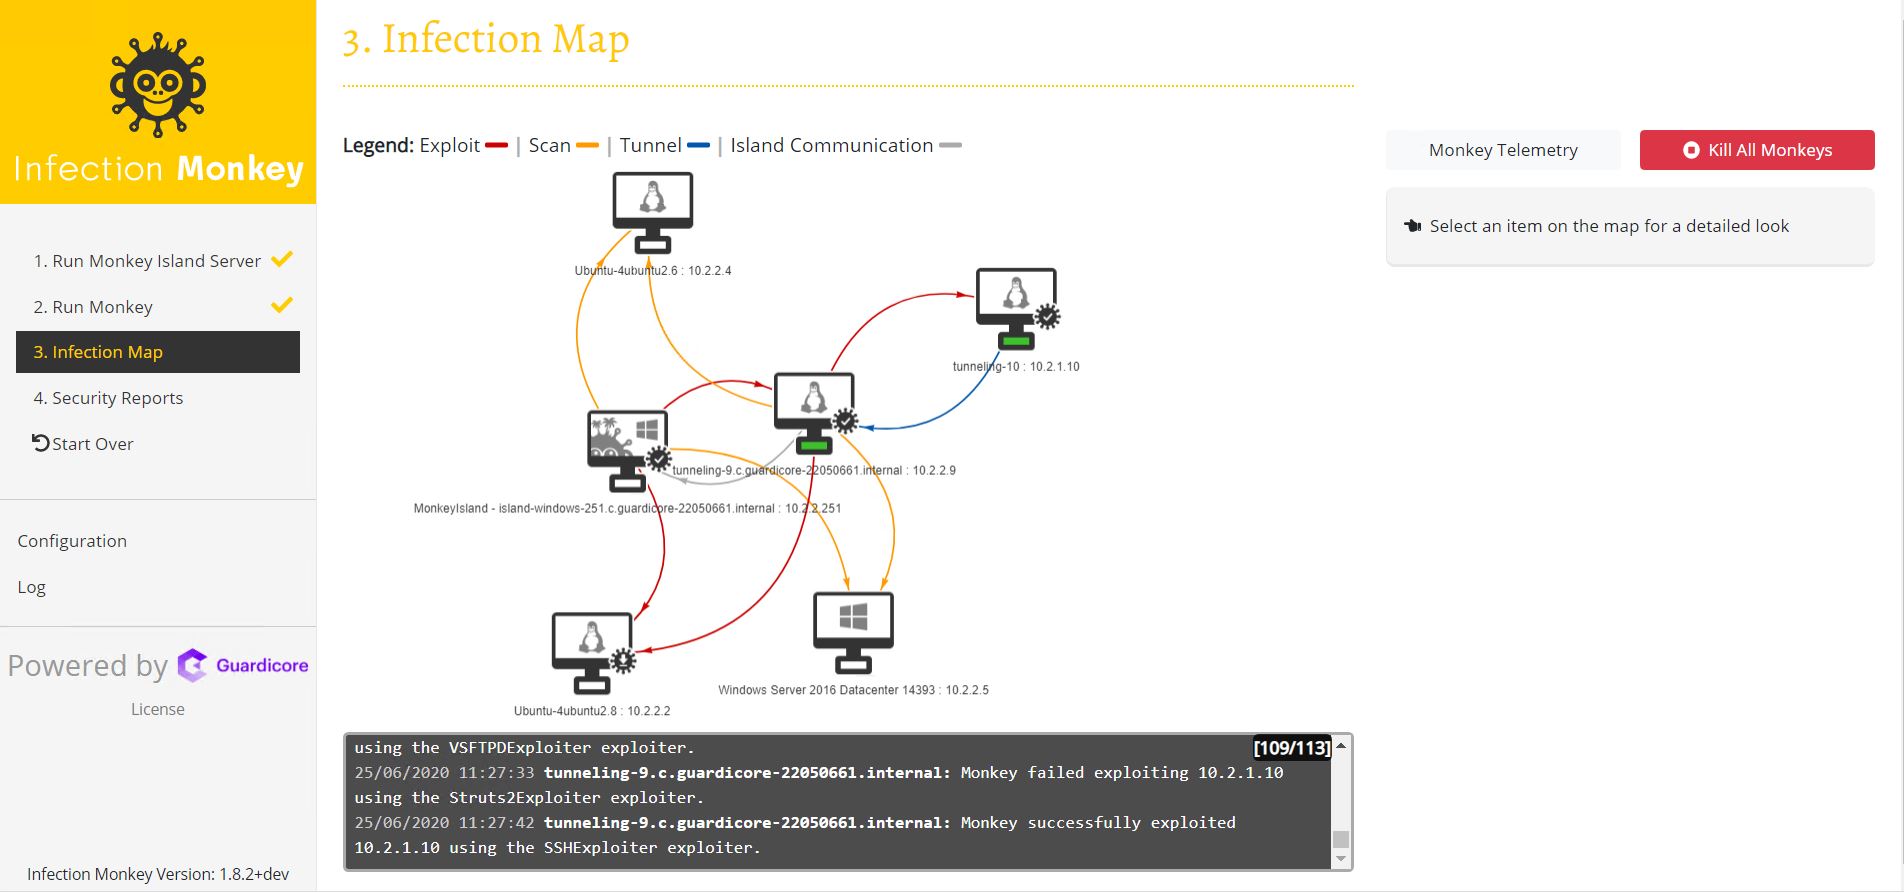 Infection Monkey
1. Run Monkey Island Server
2. Run Monkey
3. Infection Map
4. Security Reports
Start Over
Configuration
Log
Powered by Guardicore
License
Infection Monkey Version: 1.8.2+dev
3. Infection Map
Legend: Exploit | Scan | Tunnel | Island Communication
Ubuntu-4ubuntu2.6 : 10.2.2.4
tunneling-10 : 10.2.1.10
tunneling-9.c.guardicore-22050661.internal : 10.2.2.9
MonkeyIsland - island-windows-251.c.guardicore-22050661.internal : 10.2.2.251
Windows Server 2016 Datacenter 14393 : 10.2.2.5
Ubuntu-4ubuntu2.8 : 10.2.2.2
using the VSFTPDExploiter exploiter.
[109/113]
25/06/2020 11:27:33 tunneling-9.c.guardicore-22050661.internal: Monkey failed exploiting 10.2.1.10
using the Struts2Exploiter exploiter.
25/06/2020 11:27:42 tunneling-9.c.guardicore-22050661.internal: Monkey successfully exploited
10.2.1.10 using the SSHExploiter exploiter.
Monkey Telemetry
Kill All Monkeys
Select an item on the map for a detailed look